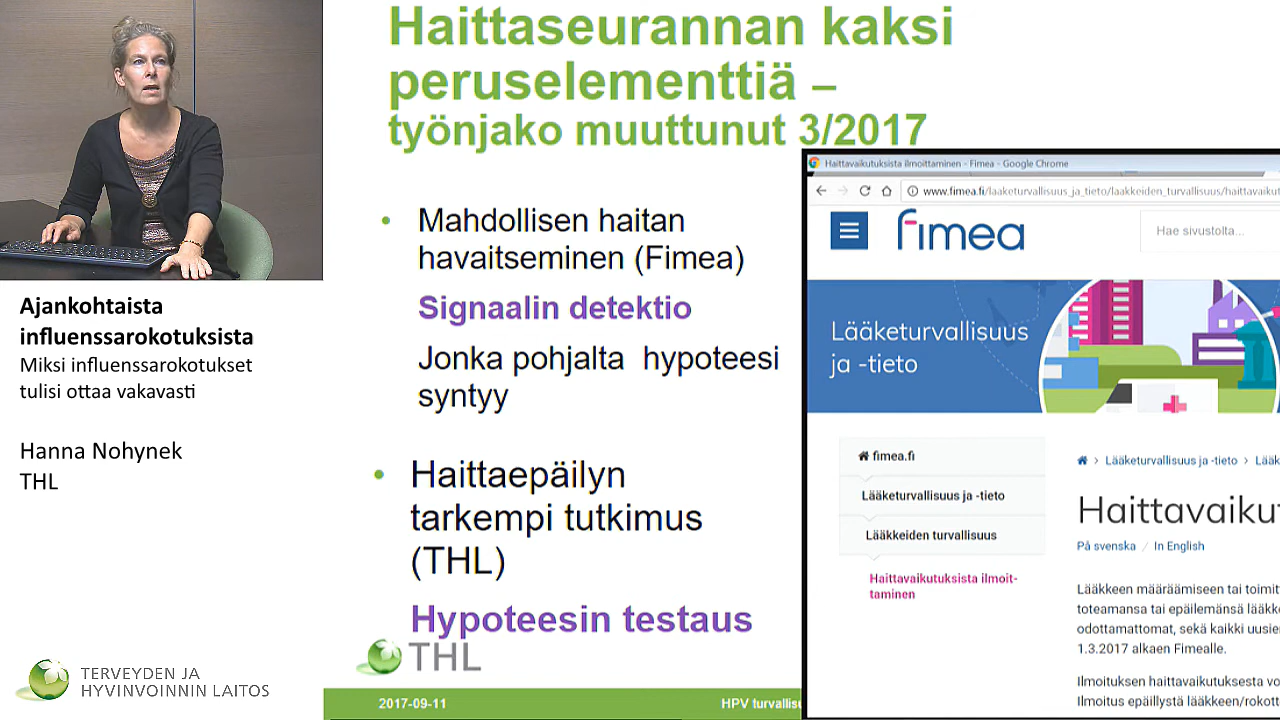 Haittaseurannan kaksi
peruselementtiä –
työnjako muuttunut 3/2017
• Mahdollisen haitan
havaitseminen (Fimea)
Signaalin detektio
Jonka pohjalta hypoteesi
syntyy
• Haittaepäilyn
tarkempi tutkimus
(THL)
Hypoteesin testaus
THL
2017-09-11
HPV
Ajankohtaista
influenssarokotuksista
Miksi influenssarokotukset
tulisi ottaa vakavasti
Hanna Nohynek
THL
TERVEYDEN JA
HYVINVOINNIN LAITOS
Haittavaikutuksista ilmoittaminen - Fimea - Google Chrome
www.fimea.fi/laaketurvallisuus_ja_tieto/laakkeiden_turvallisuus/haittavaikut
fimea
Hae sivustolta...
Lääketurvallisuus
ja -tieto
fimea.fi
Lääketurvallisuus ja -tieto
Lääkkeiden turvallisuus
Haittavaikutuksista ilmoit-
taminen
> Lääketurvallisuus ja -tieto > Lääk
Haittavaiku
På svenska / In English
Lääkkeen määräämiseen tai toimit
toteamansa tai epäilemänsä lääkk
odottamattomat, sekä kaikki uusie
1.3.2017 alkaen Fimealle.
Ilmoituksen haittavaikutuksesta vo
Ilmoitus epäillystä lääkkeen/rokott